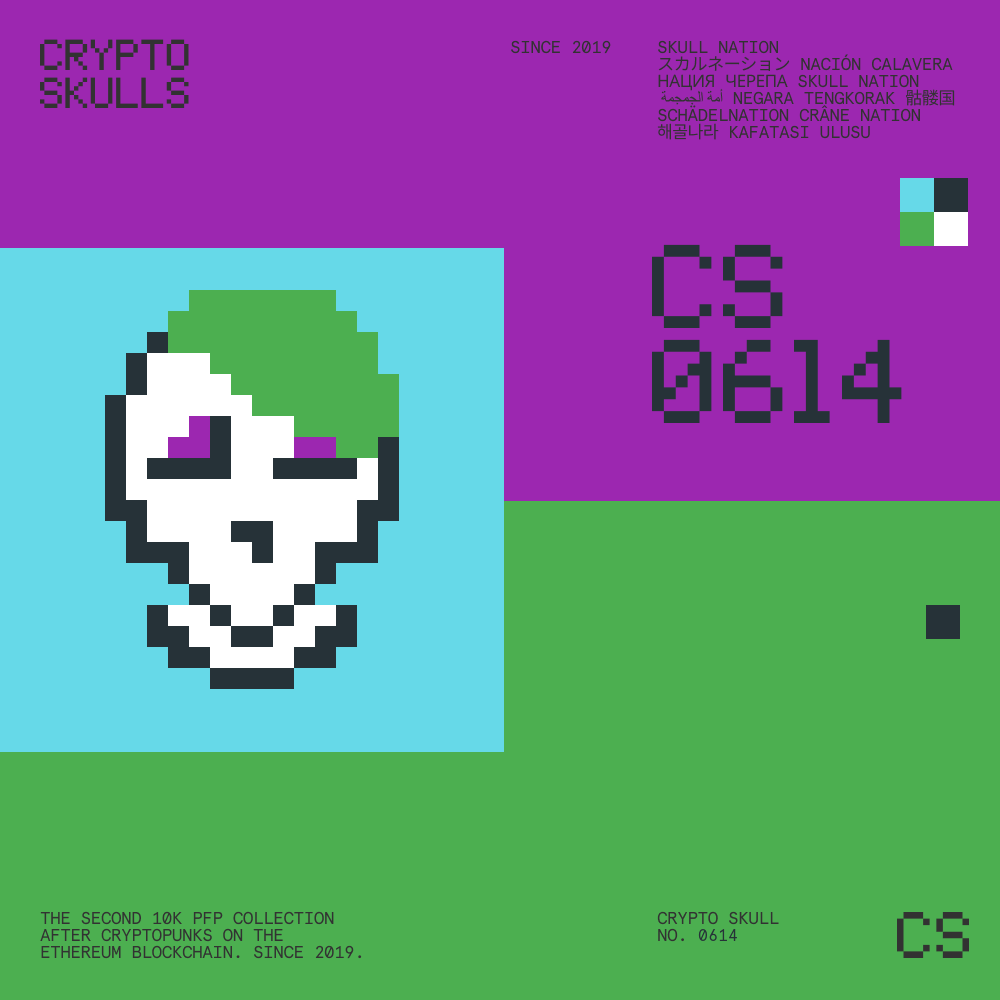 CRYPTO
SKULLS
SINCE 2019
SKULL NATION
スカルネーション NACIÓN CALAVERA
НАЦИЯ ЧЕРЕПА SKULL NATION
أمة الجمجمة NEGARA TENGKORAK 骷髅国
SCHÄDELNATION CRÂNE NATION
해골나라 KAFATASI ULUSU
CS
0614
THE SECOND 10K PFP COLLECTION
AFTER CRYPTOPUNKS ON THE
ETHEREUM BLOCKCHAIN. SINCE 2019.
CRYPTO SKULL
NO. 0614
CS